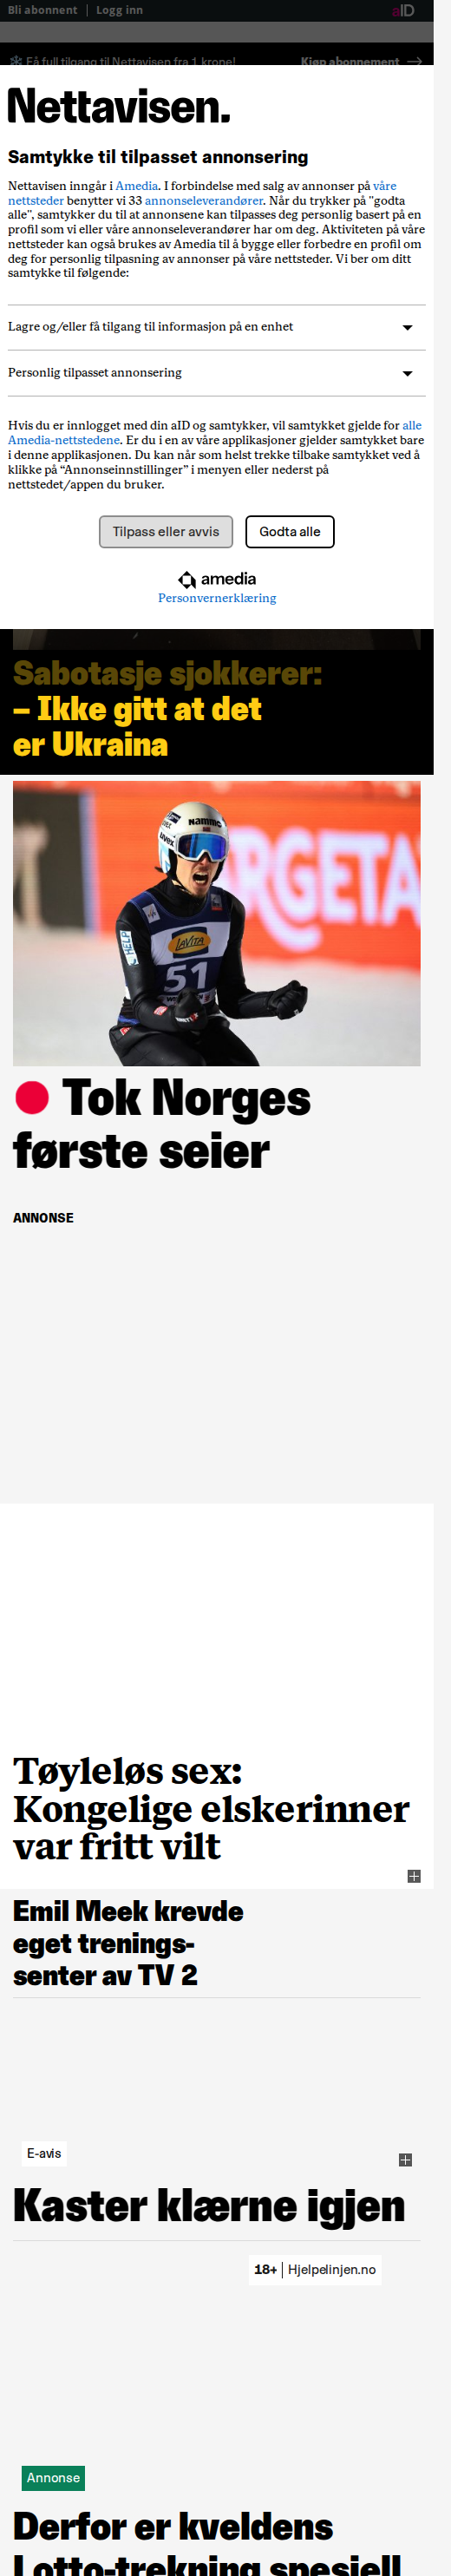 Bli abonnent | Logg inn
aID
Få full tilgang til Nettavisen fra 1 krone! Kjøp abonnement →
Nettavisen.
Samtykke til tilpasset annonsering
Nettavisen inngår i Amedia. I forbindelse med salg av annonser på våre
nettsteder benytter vi 33 annonseleverandører. Når du trykker på "godta
alle", samtykker du til at annonsene kan tilpasses deg personlig basert på en
profil som vi eller våre annonseleverandører har om deg. Aktiviteten på våre
nettsteder kan også brukes av Amedia til å bygge eller forbedre en profil om
deg for personlig tilpasning av annonser på våre nettsteder. Vi ber om ditt
samtykke til følgende:
Lagre og/eller få tilgang til informasjon på en enhet
Personlig tilpasset annonsering
Hvis du er innlogget med din aID og samtykker, vil samtykket gjelde for alle
Amedia-nettstedene. Er du i en av våre applikasjoner gjelder samtykket bare
i denne applikasjonen. Du kan når som helst trekke tilbake samtykket ved å
klikke på “Annonseinnstillinger” i menyen eller nederst på
nettstedet/appen du bruker.
Tilpass eller avvis Godta alle
amedia
Personvernerklæring
Sabotasje sjokkerer:
– Ikke gitt at det
er Ukraina
NAMMO
uvex
HELP
LaVita
51
RGETA
Tok Norges
første seier
ANNONSE
Tøyleløs sex:
Kongelige elskerinner
var fritt vilt
Emil Meek krevde
eget trenings-
senter av TV 2
E-avis
Kaster klærne igjen
18+ | Hjelpelinjen.no
Annonse
Derfor er kveldens
Lotto-trekning spesiell